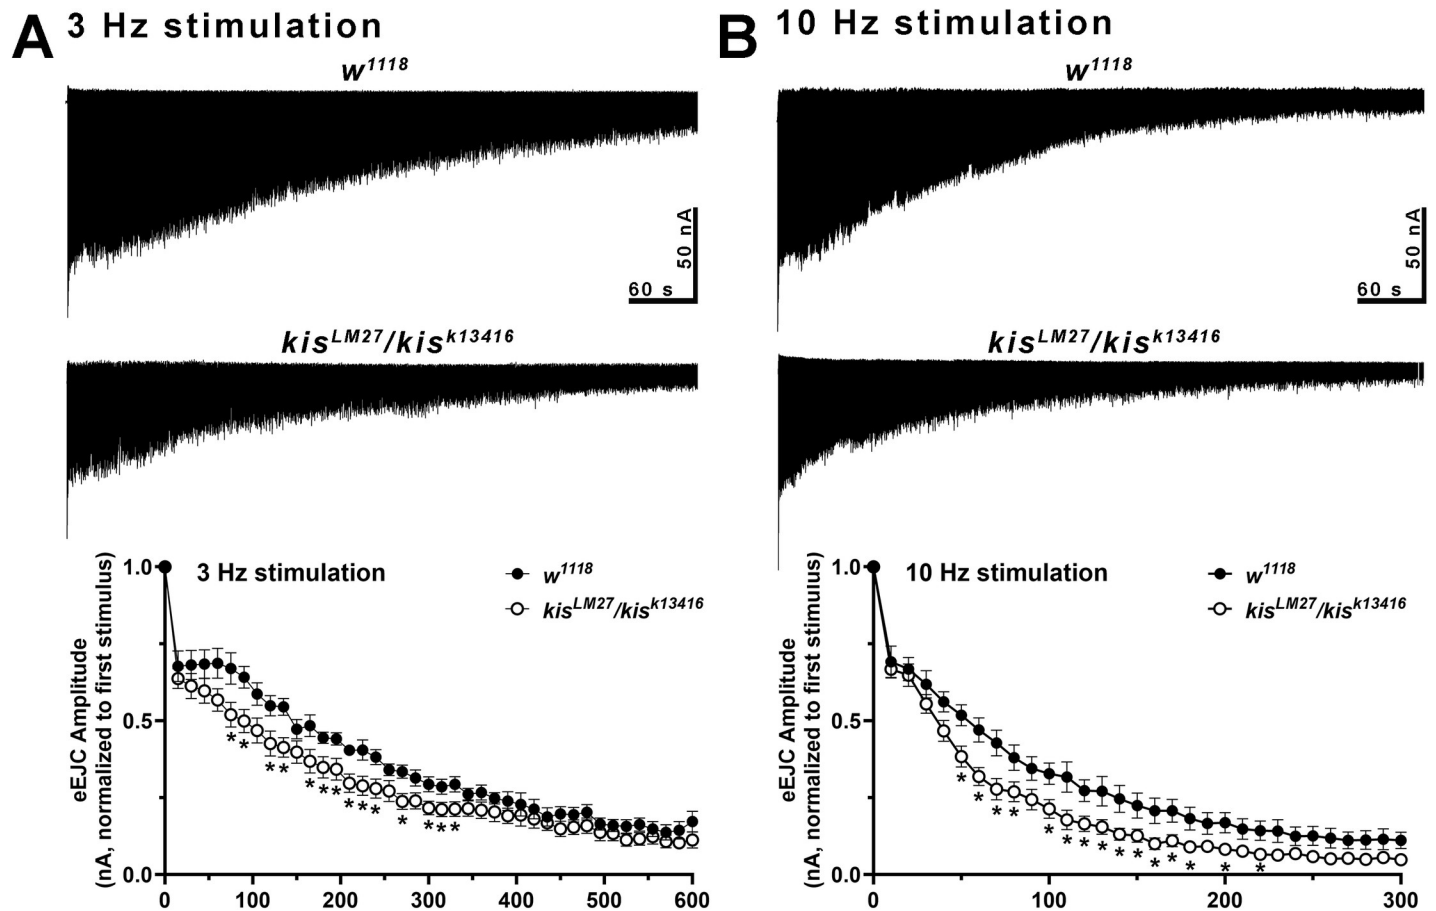 A 3 Hz stimulation
w1118
50 nA
60 s
kisLM27/kisk13416
1.0
0.5
0.0
eEJC Amplitude
(nA, normalized to first stimulus)
3 Hz stimulation
w1118
kisLM27/kisk13416
* * * * * * * * * * * * * *
0 100 200 300 400 500 600
B 10 Hz stimulation
w1118
50 nA
60 s
kisLM27/kisk13416
1.0
0.5
0.0
eEJC Amplitude
(nA, normalized to first stimulus)
10 Hz stimulation
w1118
kisLM27/kisk13416
* * * * * * * * * * * * * * *
0 100 200 300